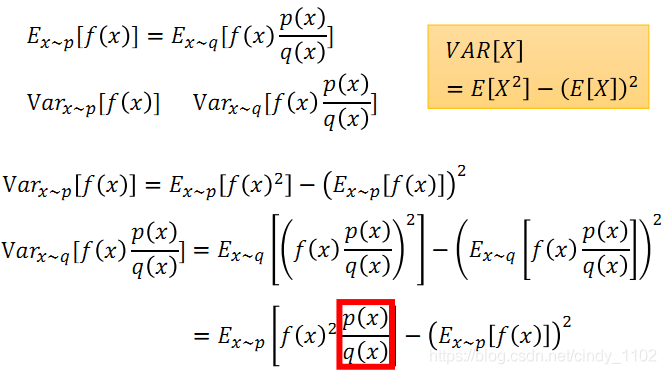 E_{x~p}[f(x)] = E_{x~q}[f(x) p(x)/q(x)]
VAR[X]
= E[X²] − (E[X])²
Var_{x~p}[f(x)] Var_{x~q}[f(x) p(x)/q(x)]
Var_{x~p}[f(x)] = E_{x~p}[f(x)²] − (E_{x~p}[f(x)])²
Var_{x~q}[f(x) p(x)/q(x)] = E_{x~q}[(f(x) p(x)/q(x))²] − (E_{x~q}[f(x) p(x)/q(x)])²
= E_{x~p}[f(x)² p(x)/q(x)] − (E_{x~p}[f(x)])²
https://blog.csdn.net/cindy_1102